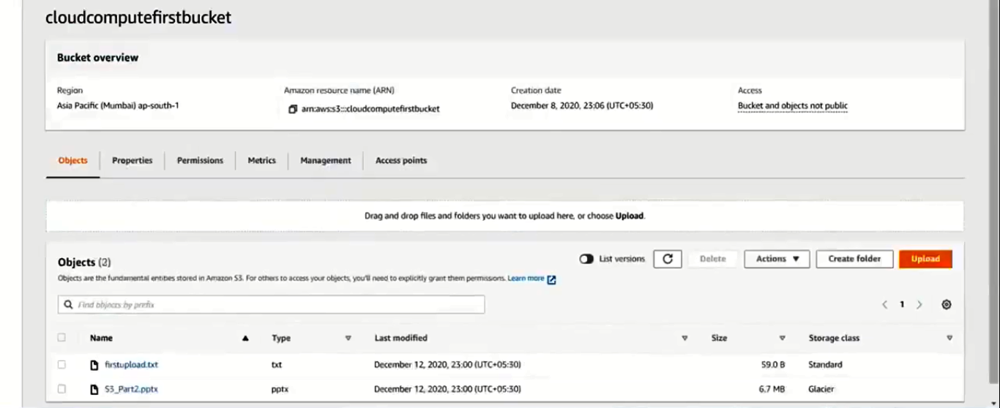 cloudcomputefirstbucket
Bucket overview
Region Amazon resource name (ARN) Creation date Access
Asia Pacific (Mumbai) ap-south-1 arn:aws:s3:::cloudcomputefirstbucket December 8, 2020, 23:06 (UTC+05:30) Bucket and objects not public
Objects Properties Permissions Metrics Management Access points
Drag and drop files and folders you want to upload here, or choose Upload.
Objects (2) List versions Delete Actions Create folder Upload
Objects are the fundamental entities stored in Amazon S3. For others to access your objects, you'll need to explicitly grant them permissions. Learn more
Find objects by prefix 1
Name Type Last modified Size Storage class
firstupload.txt txt December 12, 2020, 23:00 (UTC+05:30) 59.0 B Standard
S3_Part2.pptx pptx December 12, 2020, 23:00 (UTC+05:30) 6.7 MB Glacier